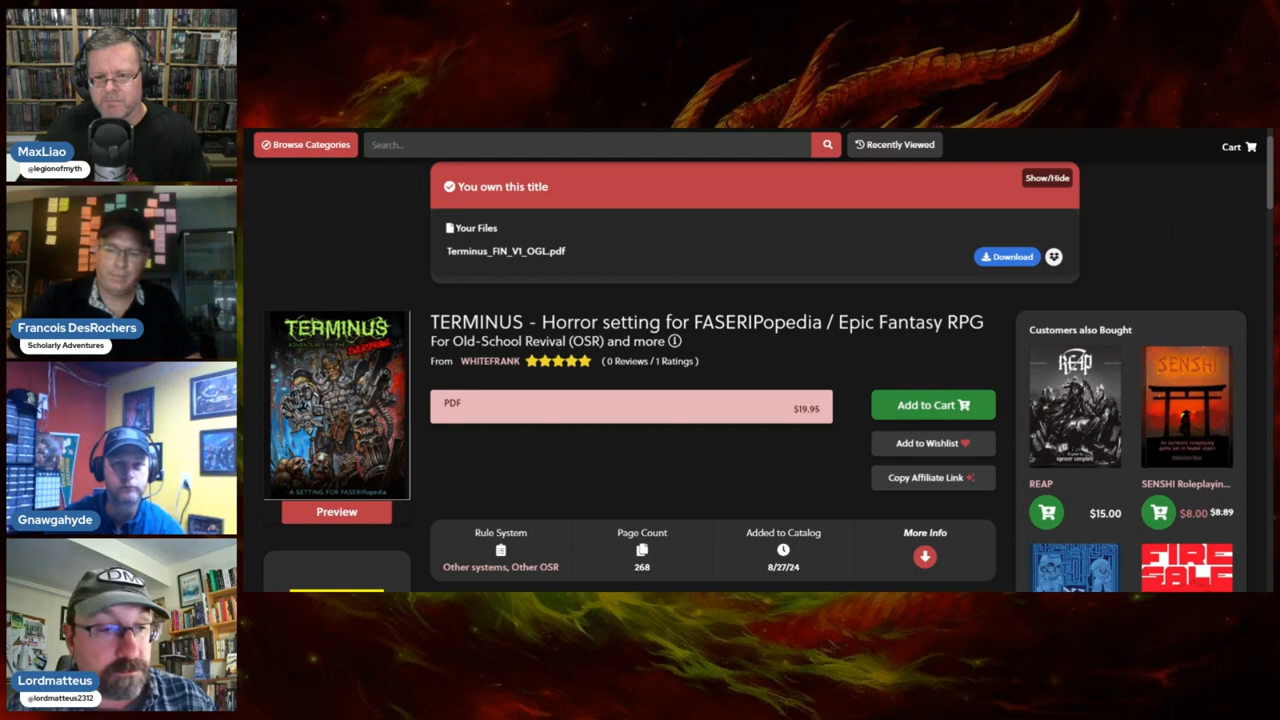 MaxLiao
@legionofmyth
Francois DesRochers
Scholarly Adventures
Gnawgahyde
DM
Lordmatteus
@lordmatteus2312
Browse Categories
Search...
Recently Viewed
Cart
You own this title
Show/Hide
Your Files
Terminus_FIN_V1_OGL.pdf
Download
TERMINUS
ADVENTURES IN THE
A SETTING FOR FASERIPopedia
Preview
TERMINUS - Horror setting for FASERIPopedia / Epic Fantasy RPG
For Old-School Revival (OSR) and more
From WHITEFRANK ( 0 Reviews / 1 Ratings )
PDF
$19.95
Add to Cart
Add to Wishlist
Copy Affiliate Link
Rule System
Other systems, Other OSR
Page Count
268
Added to Catalog
8/27/24
More Info
Customers also Bought
REAP
SENSHI
REAP
$15.00
SENSHI Roleplayin...
$8.00 $8.89
FIRE
SALE